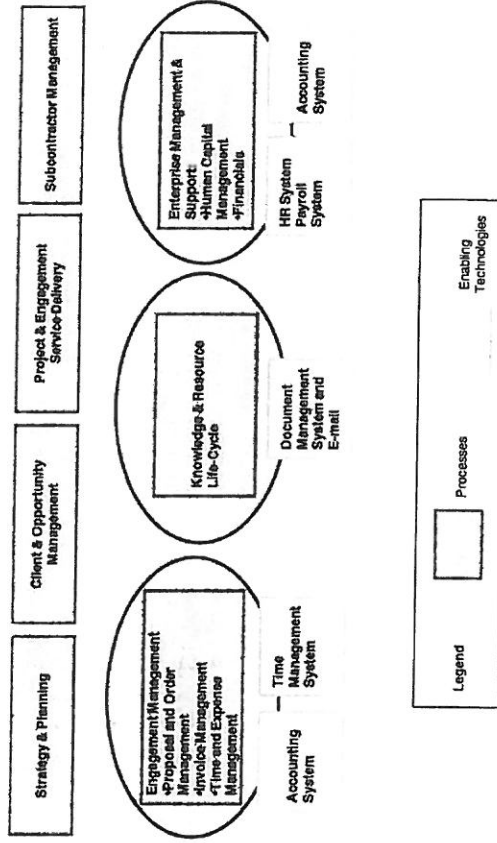 Strategy & Planning
Client & Opportunity
Management
Project & Engagement
Service Delivery
Subcontractor Management
Engagement Management
•Proposal and Order
Management
•Invoice Management
•Time and Expense
Management
Knowledge & Resource
Life-Cycle
Enterprise Management &
Support:
•Human Capital
Management
•Financials
Accounting
System
Time
Management
System
Document
Management
System and
E-mail
HR System
Payroll
System
Accounting
System
Legend
Processes
Enabling
Technologies